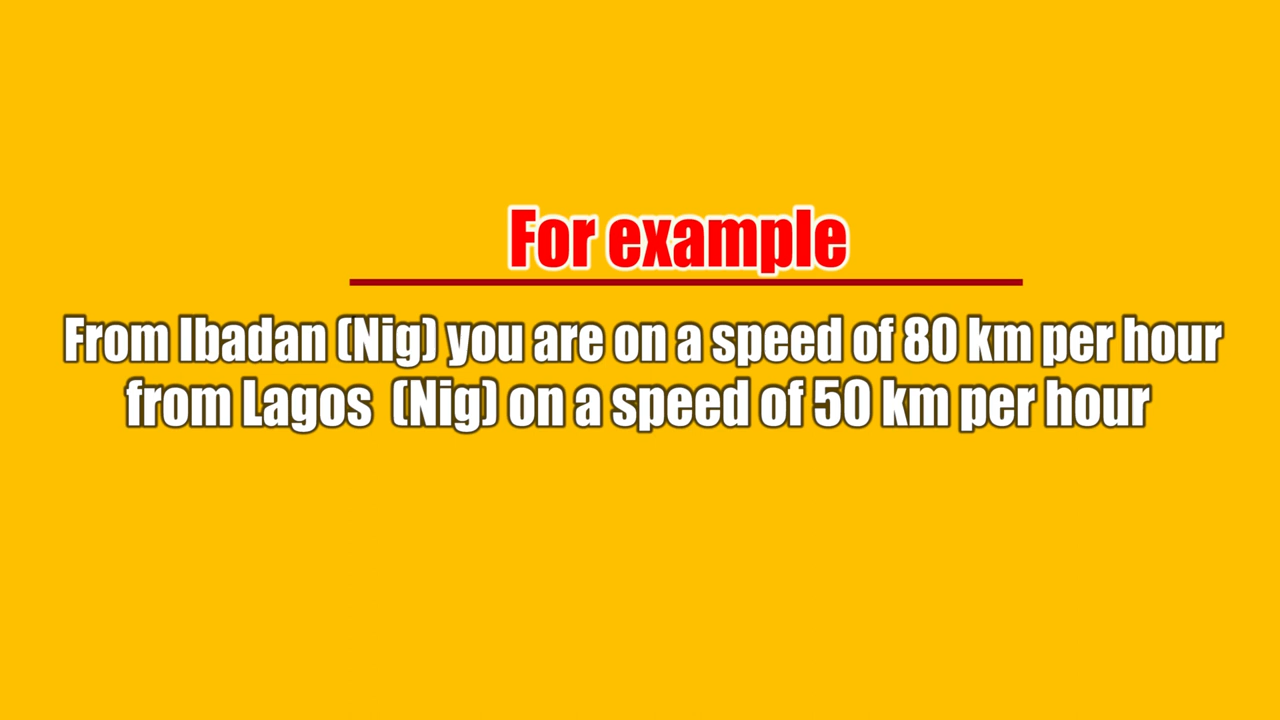 For example
From Ibadan (Nig) you are on a speed of 80 km per hour
from Lagos  (Nig) on a speed of 50 km per hour